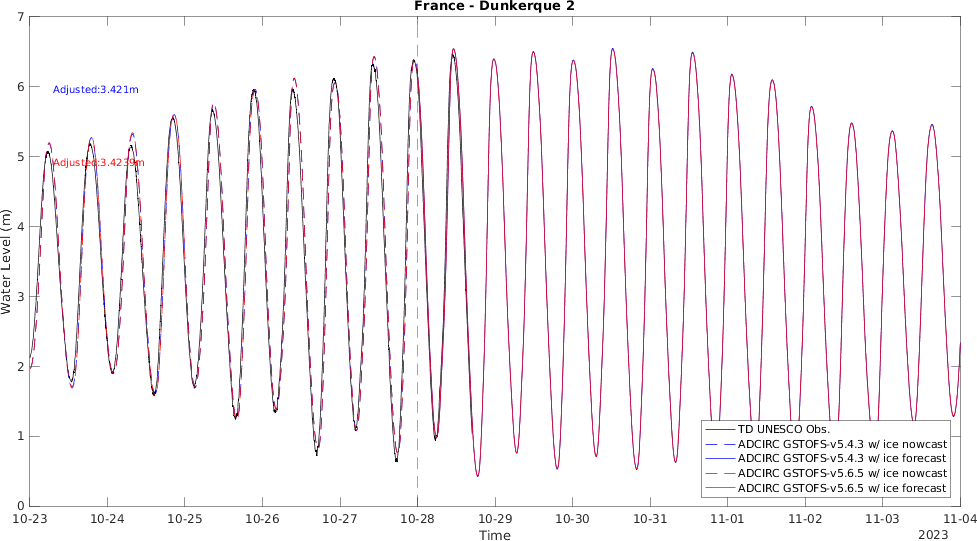 France - Dunkerque 2
7
6
5
4
3
2
1
0
Water Level (m)
Adjusted:3.421m
Adjusted:3.4239m
TD UNESCO Obs.
ADCIRC GSTOFS-v5.4.3 w/ ice nowcast
ADCIRC GSTOFS-v5.4.3 w/ ice forecast
ADCIRC GSTOFS-v5.6.5 w/ ice nowcast
ADCIRC GSTOFS-v5.6.5 w/ ice forecast
10-23 10-24 10-25 10-26 10-27 10-28 10-29 10-30 10-31 11-01 11-02 11-03 11-04
Time
2023